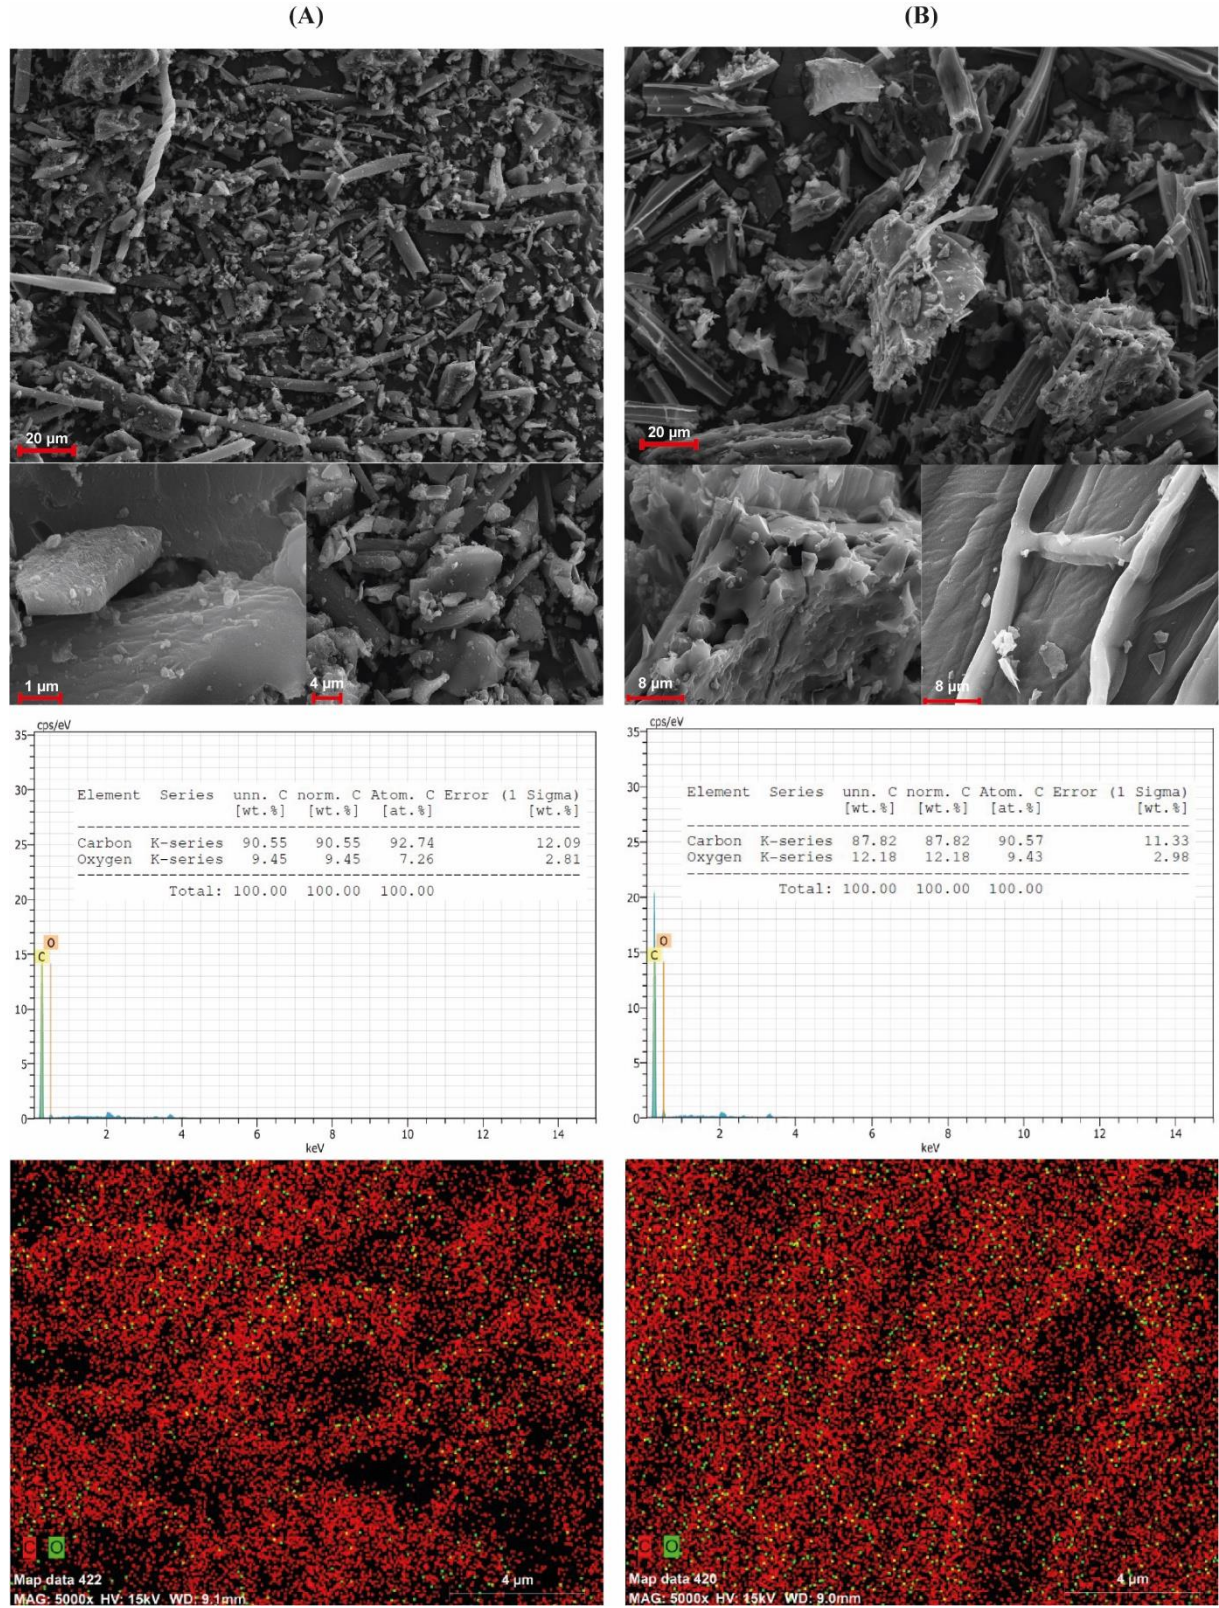 (A)
(B)
20 µm
20 µm
1 µm
4 µm
8 µm
8 µm
cps/eV
35
30
25
20
15
10
5
0
Element Series unn. C norm. C Atom. C Error (1 Sigma)
[wt.%] [wt.%] [at.%] [wt.%]
Carbon K-series 90.55 90.55 92.74 12.09
Oxygen K-series 9.45 9.45 7.26 2.81
Total: 100.00 100.00 100.00
O
C
2 4 6 8 10 12 14
keV
cps/eV
35
30
25
20
15
10
5
0
Element Series unn. C norm. C Atom. C Error (1 Sigma)
[wt.%] [wt.%] [at.%] [wt.%]
Carbon K-series 87.82 87.82 90.57 11.33
Oxygen K-series 12.18 12.18 9.43 2.98
Total: 100.00 100.00 100.00
O
C
2 4 6 8 10 12 14
keV
C O
Map data 422
4 µm
MAG: 5000x HV: 15kV WD: 9.1mm
C O
Map data 420
4 µm
MAG: 5000x HV: 15kV WD: 9.0mm